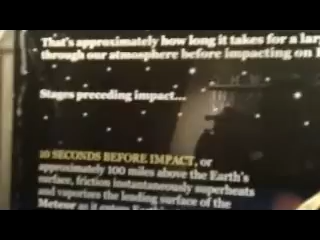 That's approximately how long it takes for a
through our atmosphere before impacting on
Stages preceding impact...
10 SECONDS BEFORE IMPACT, or
approximately 100 miles above the Earth's
surface, friction instantaneously superheats
and vaporizes the leading surface of the
Meteor as it